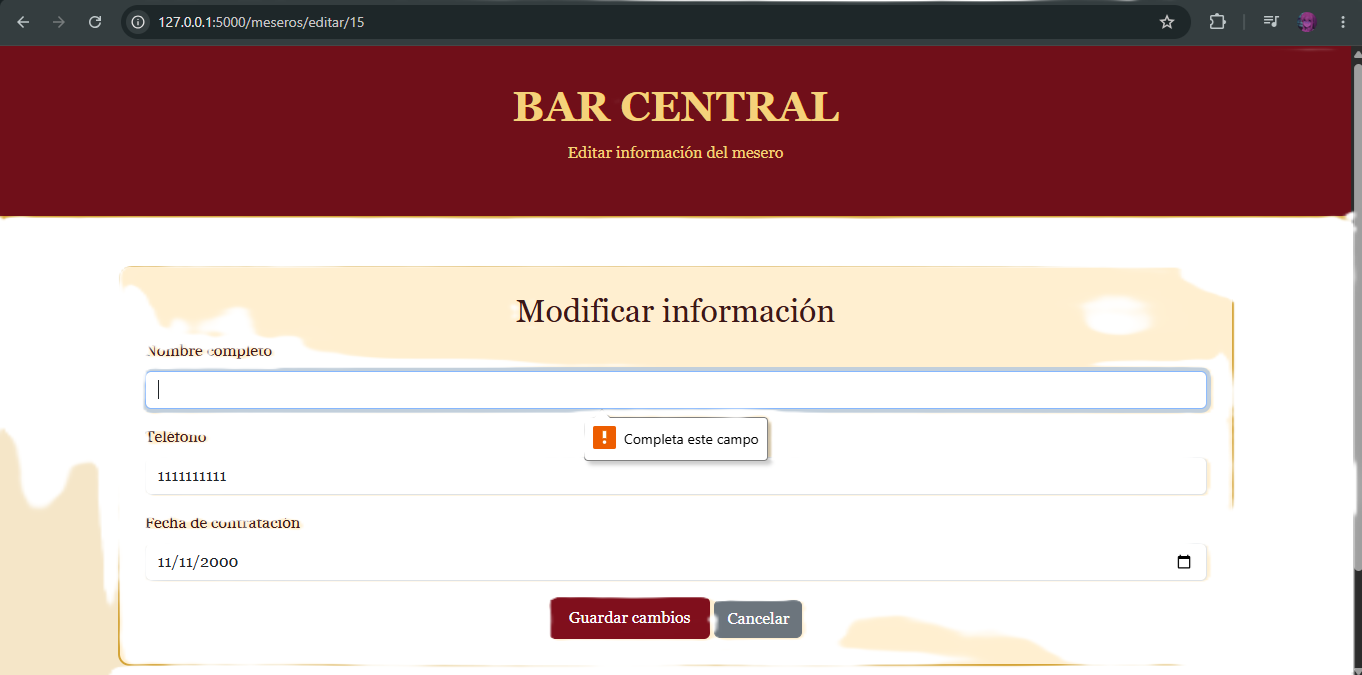 127.0.0.1:5000/meseros/editar/15
BAR CENTRAL
Editar información del mesero
Modificar información
Nombre completo
Completa este campo
Teléfono
1111111111
Fecha de contratación
11/11/2000
Guardar cambios
Cancelar